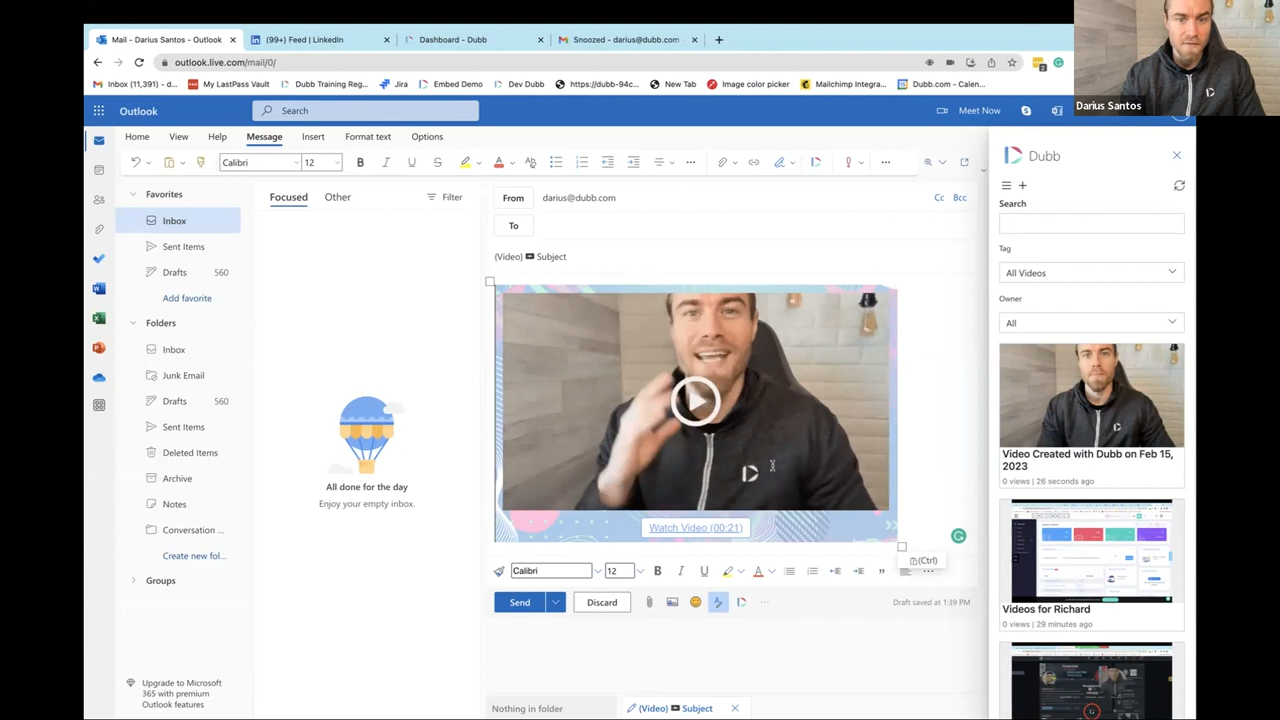 Mail - Darius Santos - Outlook
(99+) Feed | LinkedIn
Dashboard - Dubb
Snoozed - darius@dubb.com -
outlook.live.com/mail/0/
2
Inbox (11,391) - d...
My LastPass Vault
Dubb Training Reg...
Jira
Embed Demo
Dev Dubb
https://dubb-94c...
New Tab
Image color picker
Mailchimp Integra...
Dubb.com - Calen...
Darius Santos
Outlook
Search
Meet Now
Home
View
Help
Message
Insert
Format text
Options
Calibri
12
Favorites
Inbox
Sent Items
Drafts 560
Add favorite
Folders
Inbox
Junk Email
Drafts 560
Sent Items
Deleted Items
Archive
Notes
Conversation ...
Create new fol...
Groups
Upgrade to Microsoft
365 with premium
Outlook features
Focused
Other
Filter
All done for the day
Enjoy your empty inbox.
From
darius@dubb.com
Cc
Bcc
To
(Video) Subject
Watch Video (00:21)
(Ctrl)
Calibri
12
Send
Discard
Draft saved at 1:39 PM
Nothing in folder
(Video) Subject
Dubb
Search
Tag
All Videos
Owner
All
Video Created with Dubb on Feb 15,
2023
0 views | 26 seconds ago
Videos for Richard
0 views | 29 minutes ago